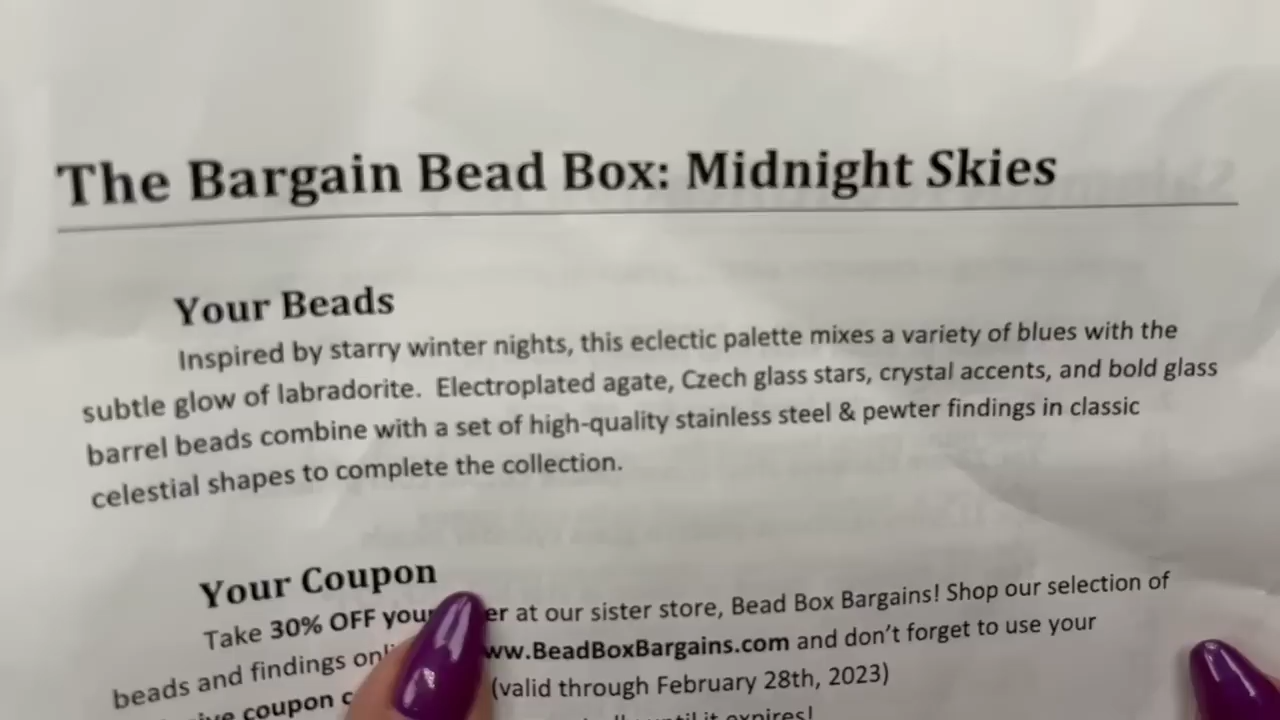 The Bargain Bead Box: Midnight Skies
Your Beads
Inspired by starry winter nights, this eclectic palette mixes a variety of blues with the
subtle glow of labradorite. Electroplated agate, Czech glass stars, crystal accents, and bold glass
barrel beads combine with a set of high-quality stainless steel & pewter findings in classic
celestial shapes to complete the collection.
Your Coupon
Take 30% OFF your at our sister store, Bead Box Bargains! Shop our selection of
beads and findings ww.BeadBoxBargains.com and don't forget to use your
coupon (valid through February 28th, 2023)
until it expires!